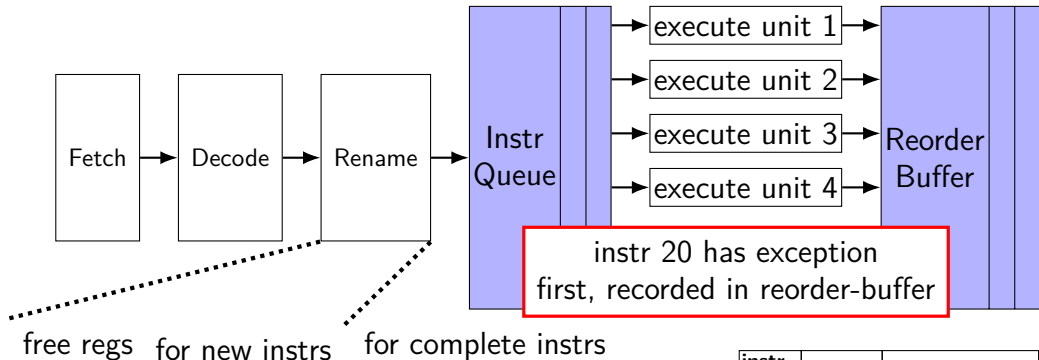 Fetch
Decode
Rename
Instr
Queue
execute unit 1
execute unit 2
execute unit 3
execute unit 4
Reorder
Buffer
instr 20 has exception
first, recorded in reorder-buffer
free regs
for new instrs
for complete instrs
instr